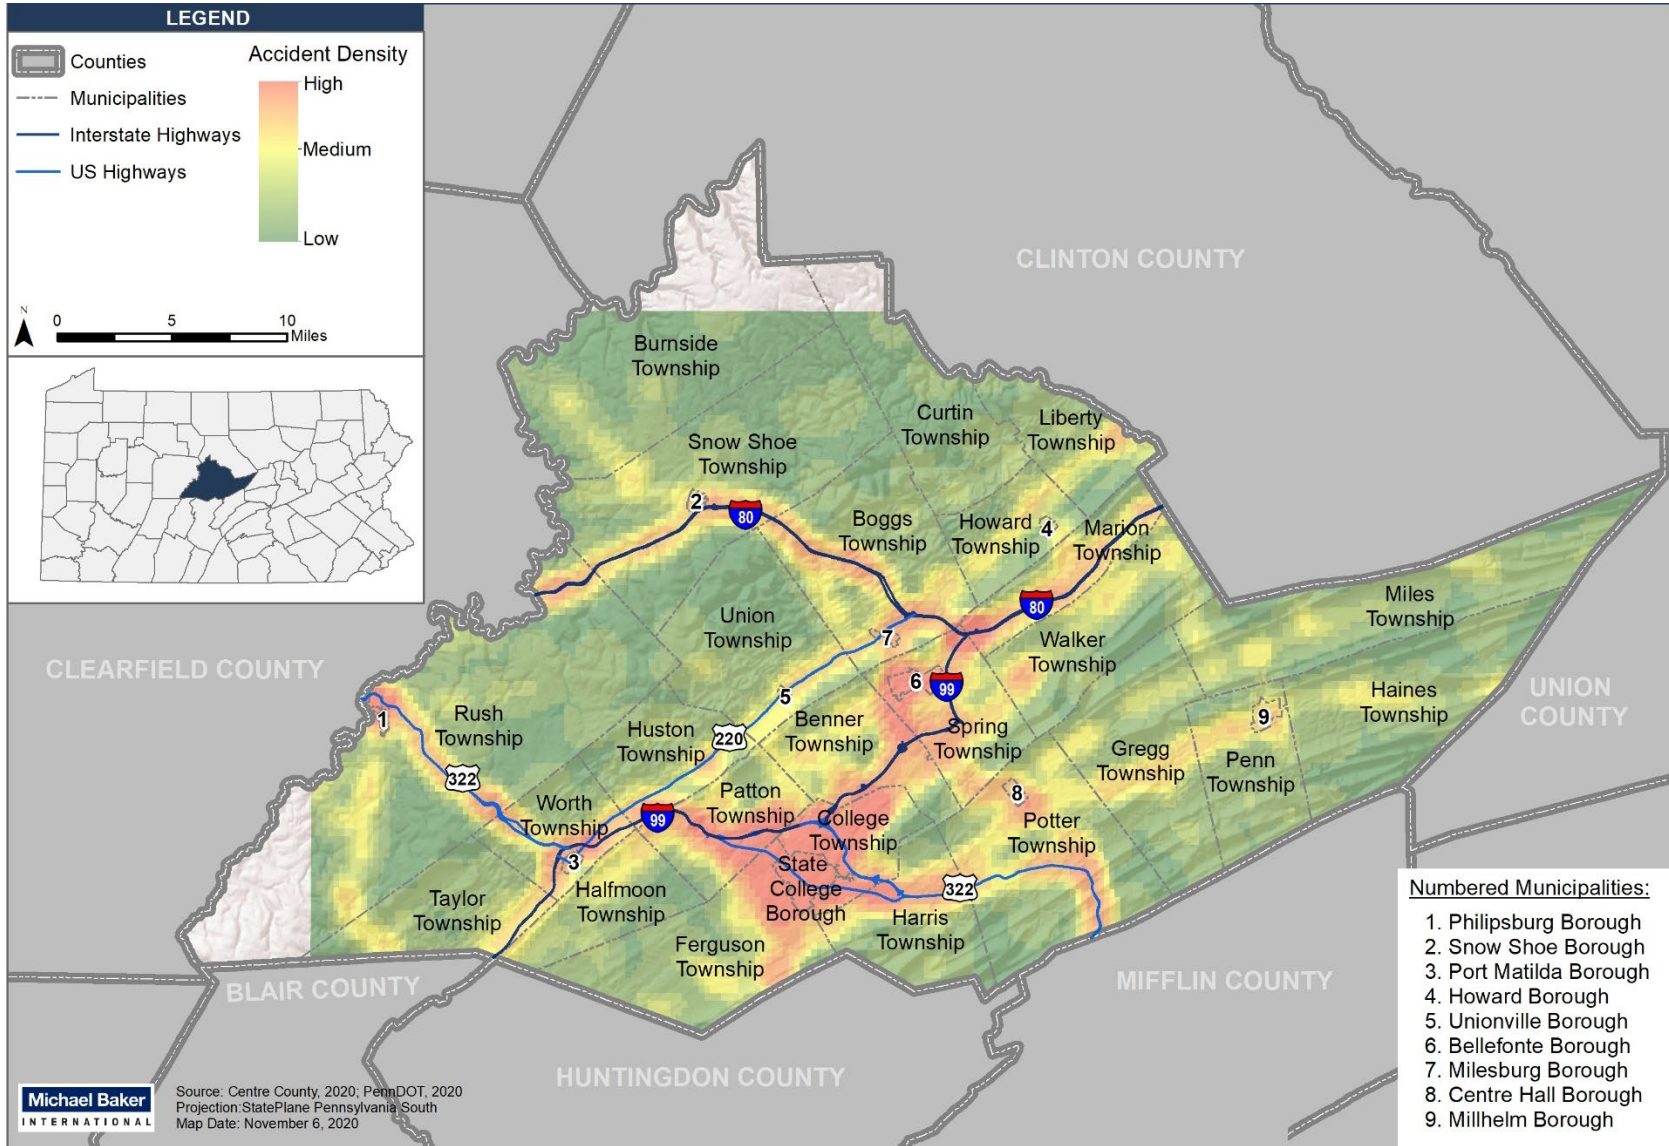 LEGEND
Counties
Municipalities
Interstate Highways
US Highways
Accident Density
High
Medium
Low
N
0 5 10
Miles
CLINTON COUNTY
CLEARFIELD COUNTY
UNION
COUNTY
BLAIR COUNTY
HUNTINGDON COUNTY
MIFFLIN COUNTY
Burnside
Township
Snow Shoe
Township
Curtin
Township
Liberty
Township
2
80
Boggs
Township
Howard
Township
4
Marion
Township
80
Union
Township
7
Walker
Township
Miles
Township
1
Rush
Township
5
6
99
Haines
Township
Huston
Township
220
Benner
Township
Spring
Township
9
Gregg
Township
Penn
Township
322
Worth
Township
99
Patton
Township
8
College
Township
Potter
Township
3
State
College
Borough
322
Taylor
Township
Halfmoon
Township
Harris
Township
Ferguson
Township
Numbered Municipalities:
1. Philipsburg Borough
2. Snow Shoe Borough
3. Port Matilda Borough
4. Howard Borough
5. Unionville Borough
6. Bellefonte Borough
7. Milesburg Borough
8. Centre Hall Borough
9. Millhelm Borough
Michael Baker
INTERNATIONAL
Source: Centre County, 2020; PennDOT, 2020
Projection:StatePlane Pennsylvania South
Map Date: November 6, 2020